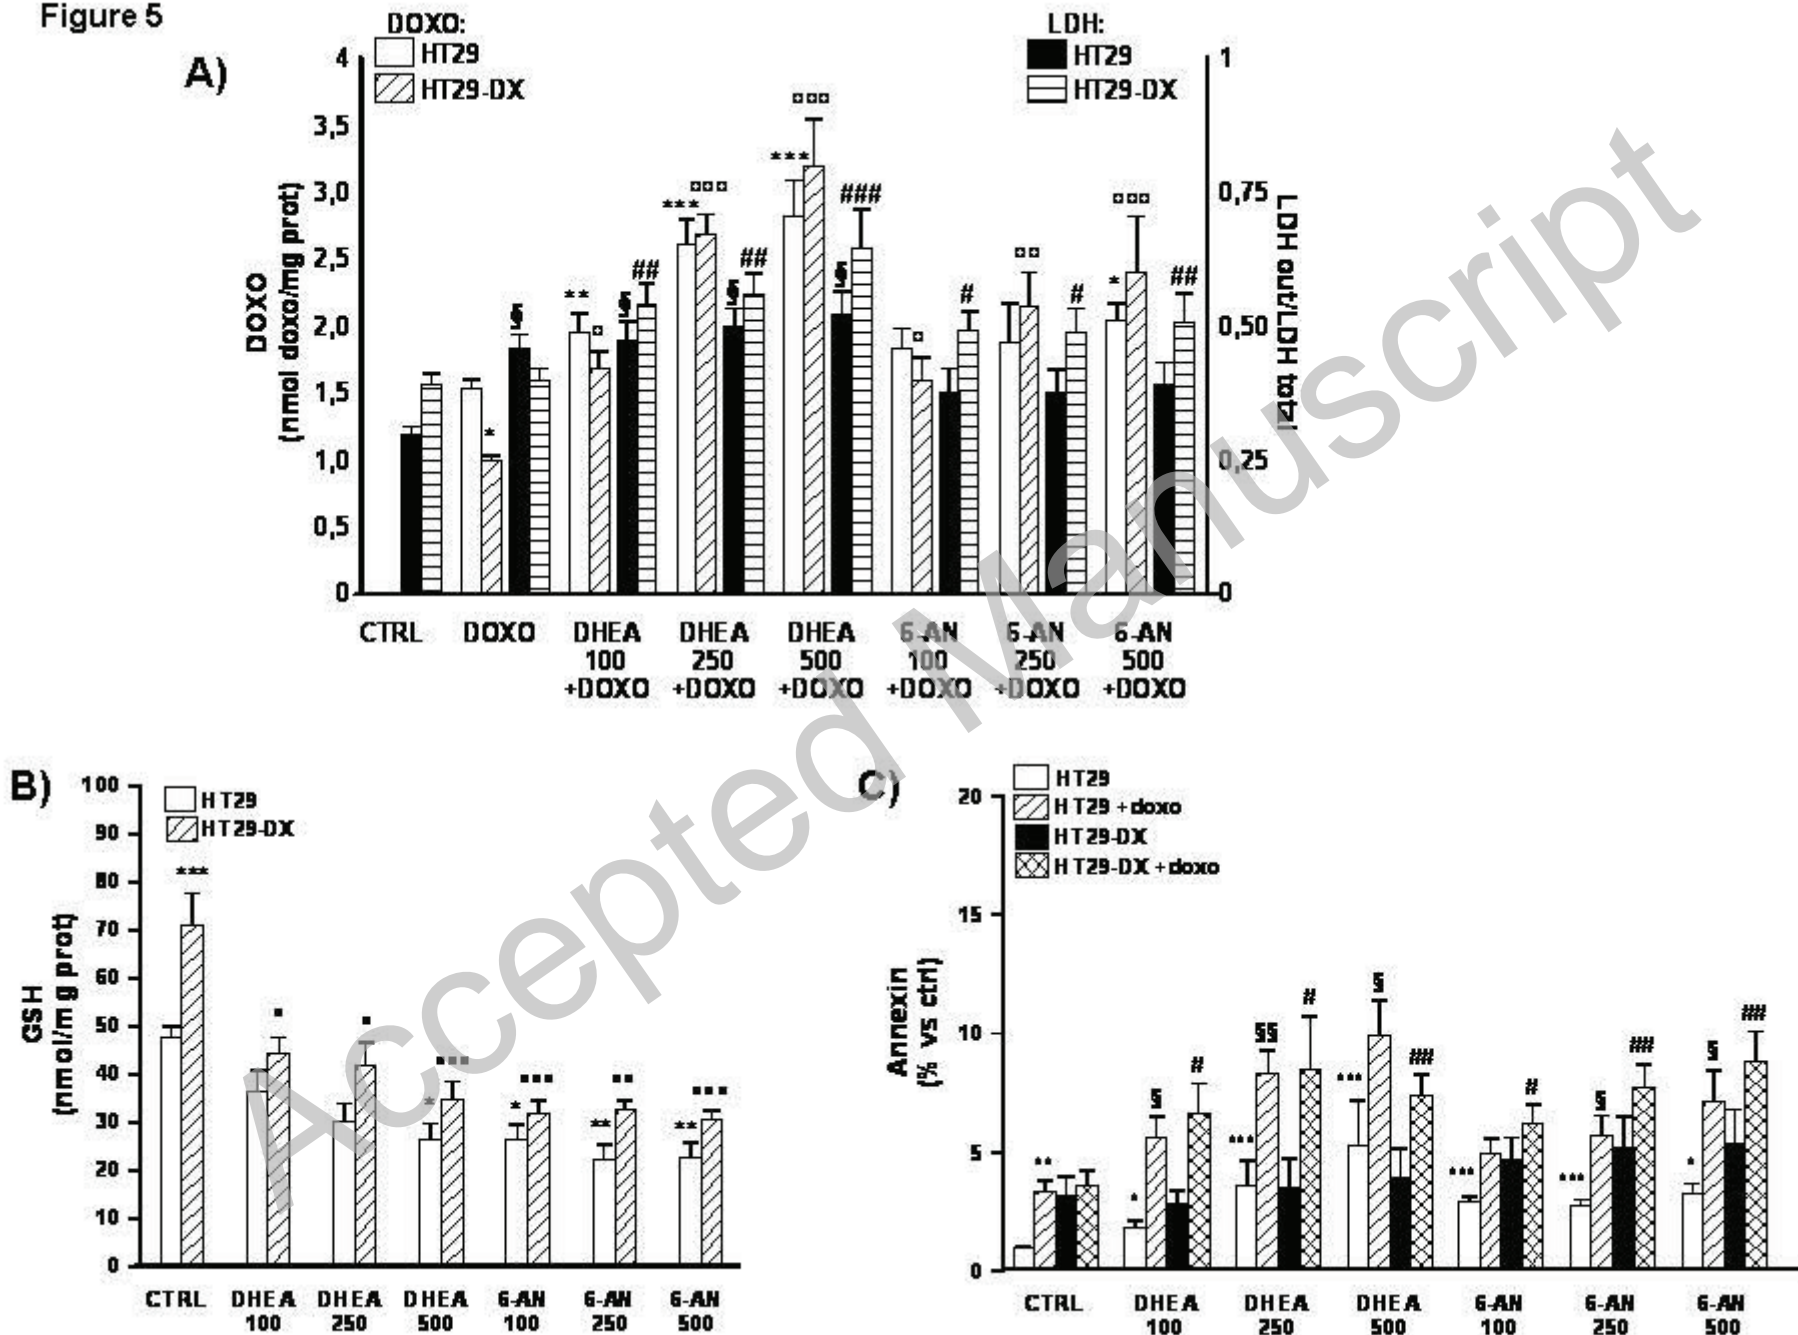 Figure 5
A)
DOXO:
HT29
HT29-DX
LDH:
HT29
HT29-DX
4
3,5
3,0
2,5
2,0
1,5
1,0
0,5
0
DOXO
(nmol doxo/mg prot)
1
0,75
0,50
0,25
0
LDH out/LDH total
*
§
**
¤
§
##
***
¤¤¤
§
##
***
¤¤¤
§
###
¤
#
¤¤
#
*
¤¤¤
##
CTRL
DOXO
DHEA
100
+DOXO
DHEA
250
+DOXO
DHEA
500
+DOXO
6-AN
100
+DOXO
6-AN
250
+DOXO
6-AN
500
+DOXO
B)
HT29
HT29-DX
100
90
80
70
60
50
40
30
20
10
0
GSH
(nmol/mg prot)
***
▪
▪
*
▪▪▪
*
▪▪▪
**
▪▪
**
▪▪▪
CTRL
DHEA
100
DHEA
250
DHEA
500
6-AN
100
6-AN
250
6-AN
500
C)
HT29
HT29 +doxo
HT29-DX
HT29-DX +doxo
20
15
10
5
0
Annexin
(% vs ctrl)
**
*
§
#
***
§§
#
***
§
##
***
#
***
§
##
*
§
##
CTRL
DHEA
100
DHEA
250
DHEA
500
6-AN
100
6-AN
250
6-AN
500
Accepted Manuscript